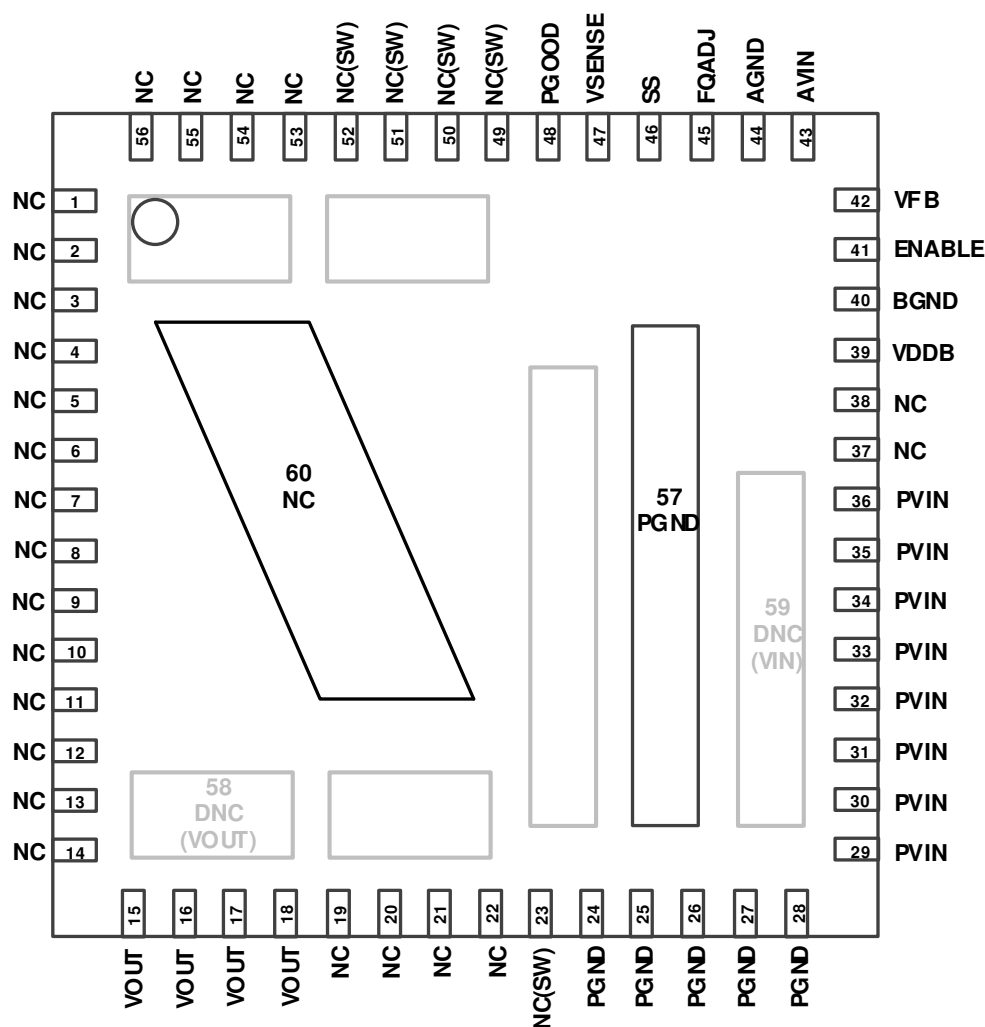 NC
NC
NC
NC
NC(SW)
NC(SW)
NC(SW)
NC(SW)
PGOOD
VSENSE
SS
FQADJ
AGND
AVIN
56
55
54
53
52
51
50
49
48
47
46
45
44
43
NC 1
42 VFB
NC 2
41 ENABLE
NC 3
40 BGND
NC 4
39 VDDB
NC 5
38 NC
NC 6
37 NC
60
NC
57
PGND
NC 7
36 PVIN
NC 8
35 PVIN
NC 9
34 PVIN
59
DNC
(VIN)
NC 10
33 PVIN
NC 11
32 PVIN
NC 12
31 PVIN
NC 13
30 PVIN
58
DNC
(VOUT)
NC 14
29 PVIN
15
16
17
18
19
20
21
22
23
24
25
26
27
28
VOUT
VOUT
VOUT
VOUT
NC
NC
NC
NC
NC(SW)
PGND
PGND
PGND
PGND
PGND